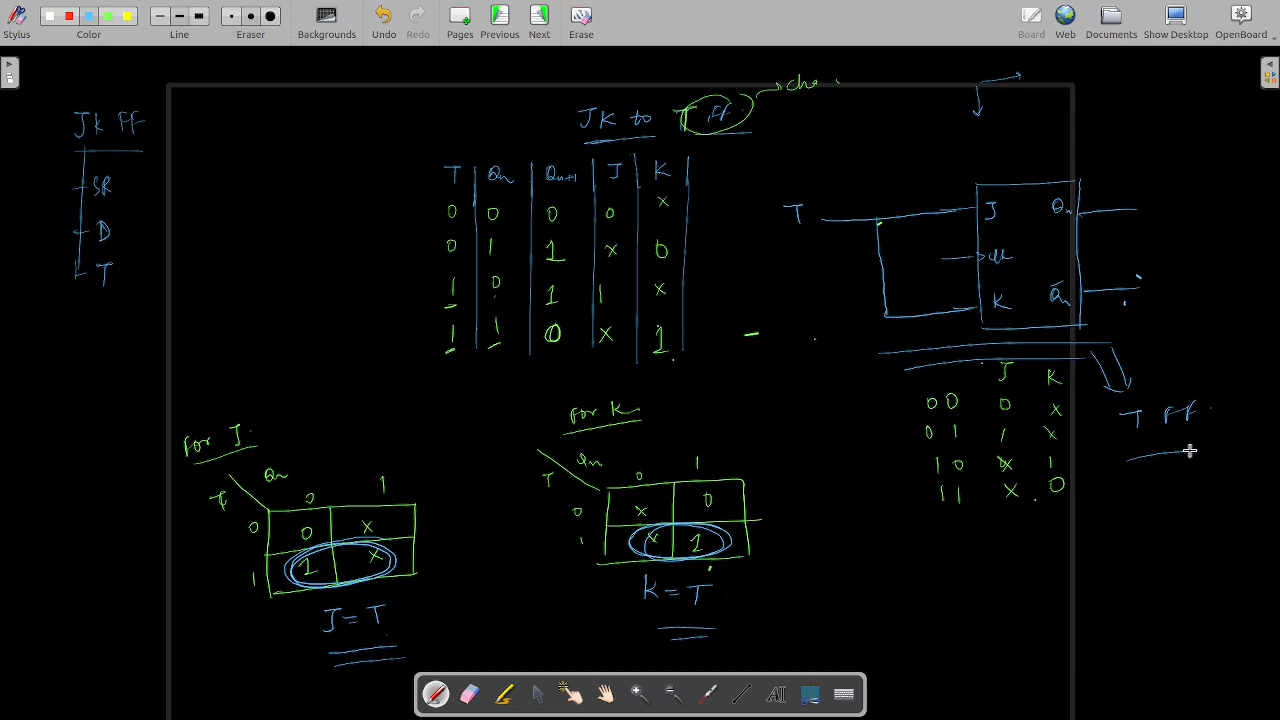 Stylus Color Line Eraser Backgrounds Undo Redo Pages Previous Next Erase Board Web Documents Show Desktop OpenBoard
JK FF
SR
D
T
JK to T FF
T Qn Qn+1 J K
0 0 0 0 x
0 1 1 x 0
1 0 1 1 x
1 1 0 x 1
T
J Qn
clk
K Q̅n
T FF
J K
0 0 0 x
0 1 1 x
1 0 x 1
1 1 x 0
For J
Qn
T
0 1
0 0 x
1 1 x
J = T
For K
Qn
T
0 1
0 x 0
1 x 1
K = T
AI